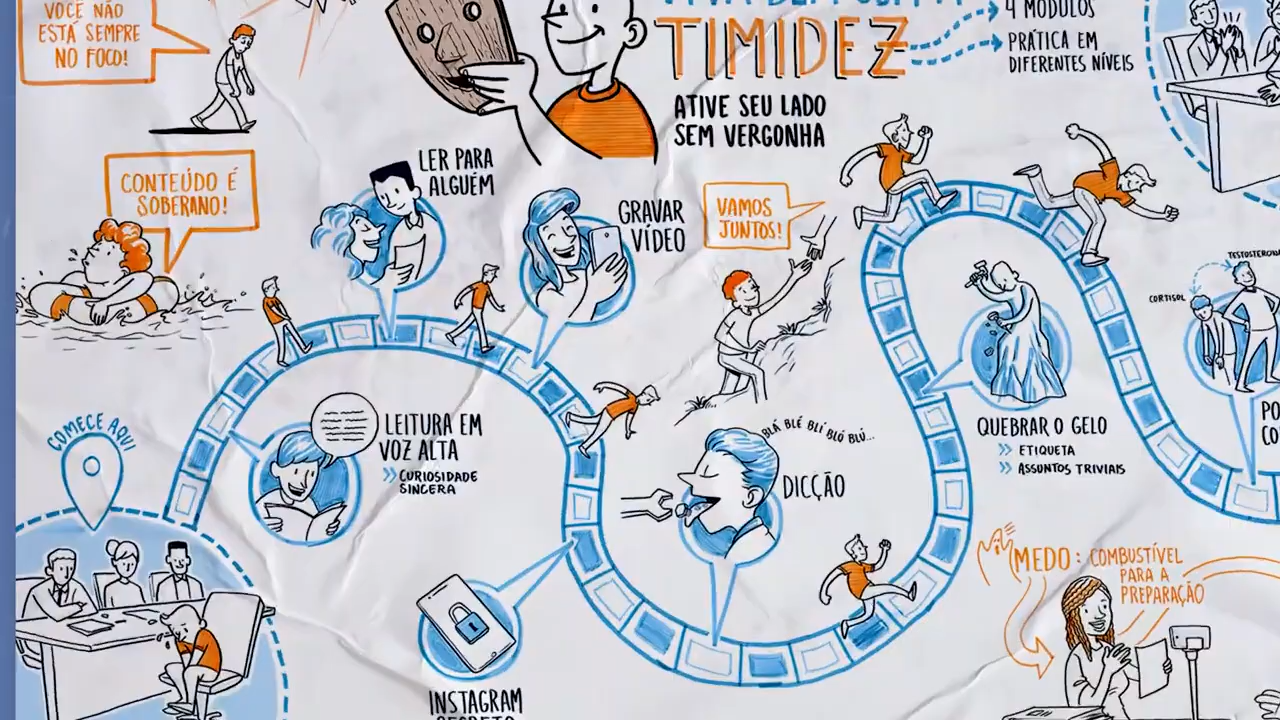 VOCÊ NÃO
ESTÁ SEMPRE
NO FOCO!
TIMIDEZ
ATIVE SEU LADO
SEM VERGONHA
4 MÓDULOS
PRÁTICA EM
DIFERENTES NÍVEIS
CONTEÚDO É
SOBERANO!
LER PARA
ALGUÉM
GRAVAR
VÍDEO
VAMOS
JUNTOS!
TESTOSTERONA
CORTISOL
COMECE AQUI
LEITURA EM
VOZ ALTA
>> CURIOSIDADE
SINCERA
BLÁ BLÉ BLÍ BLÓ BLÚ...
DICÇÃO
QUEBRAR O GELO
>> ETIQUETA
>> ASSUNTOS TRIVIAIS
MEDO: COMBUSTÍVEL
PARA A
PREPARAÇÃO
INSTAGRAM